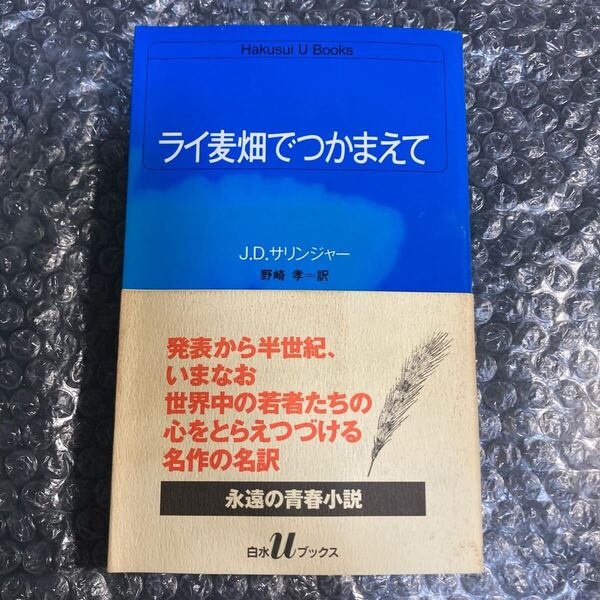 Hakusui U Books
ライ麦畑でつかまえて
J.D.サリンジャー
野崎 孝=訳
発表から半世紀、
いまなお
世界中の若者たちの
心をとらえつづける
名作の名訳
永遠の青春小説
白水uブックス